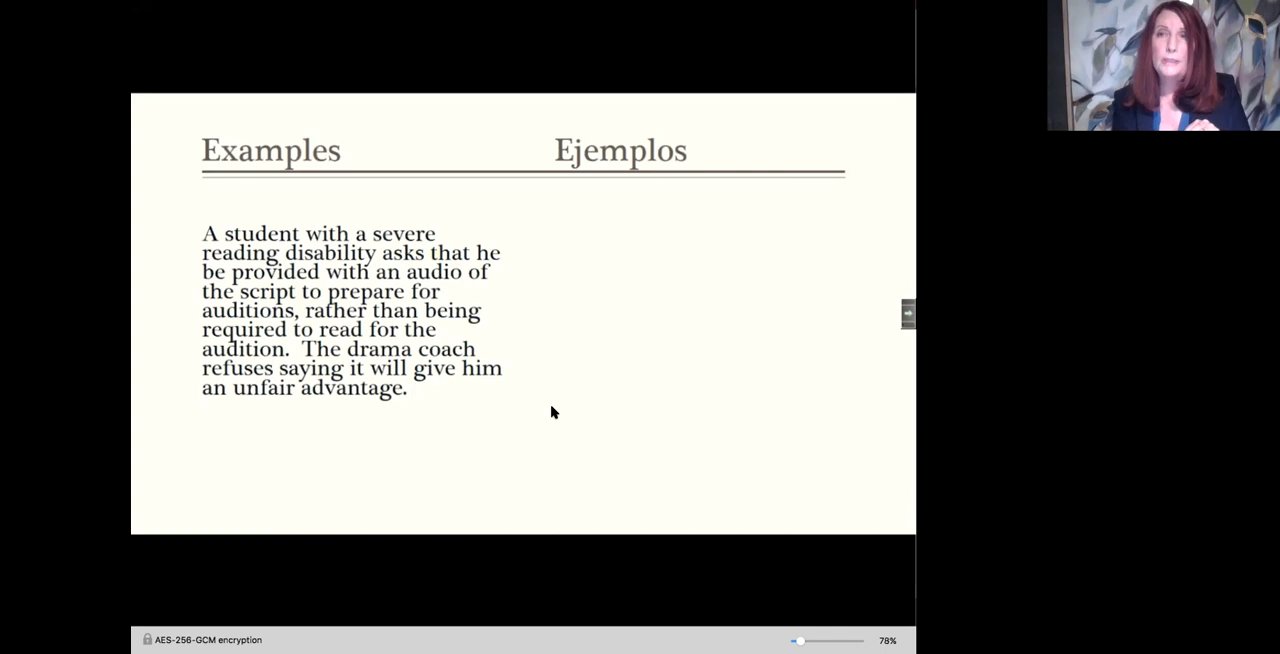 Examples
Ejemplos
A student with a severe
reading disability asks that he
be provided with an audio of
the script to prepare for
auditions, rather than being
required to read for the
audition.  The drama coach
refuses saying it will give him
an unfair advantage.
AES-256-GCM encryption
78%